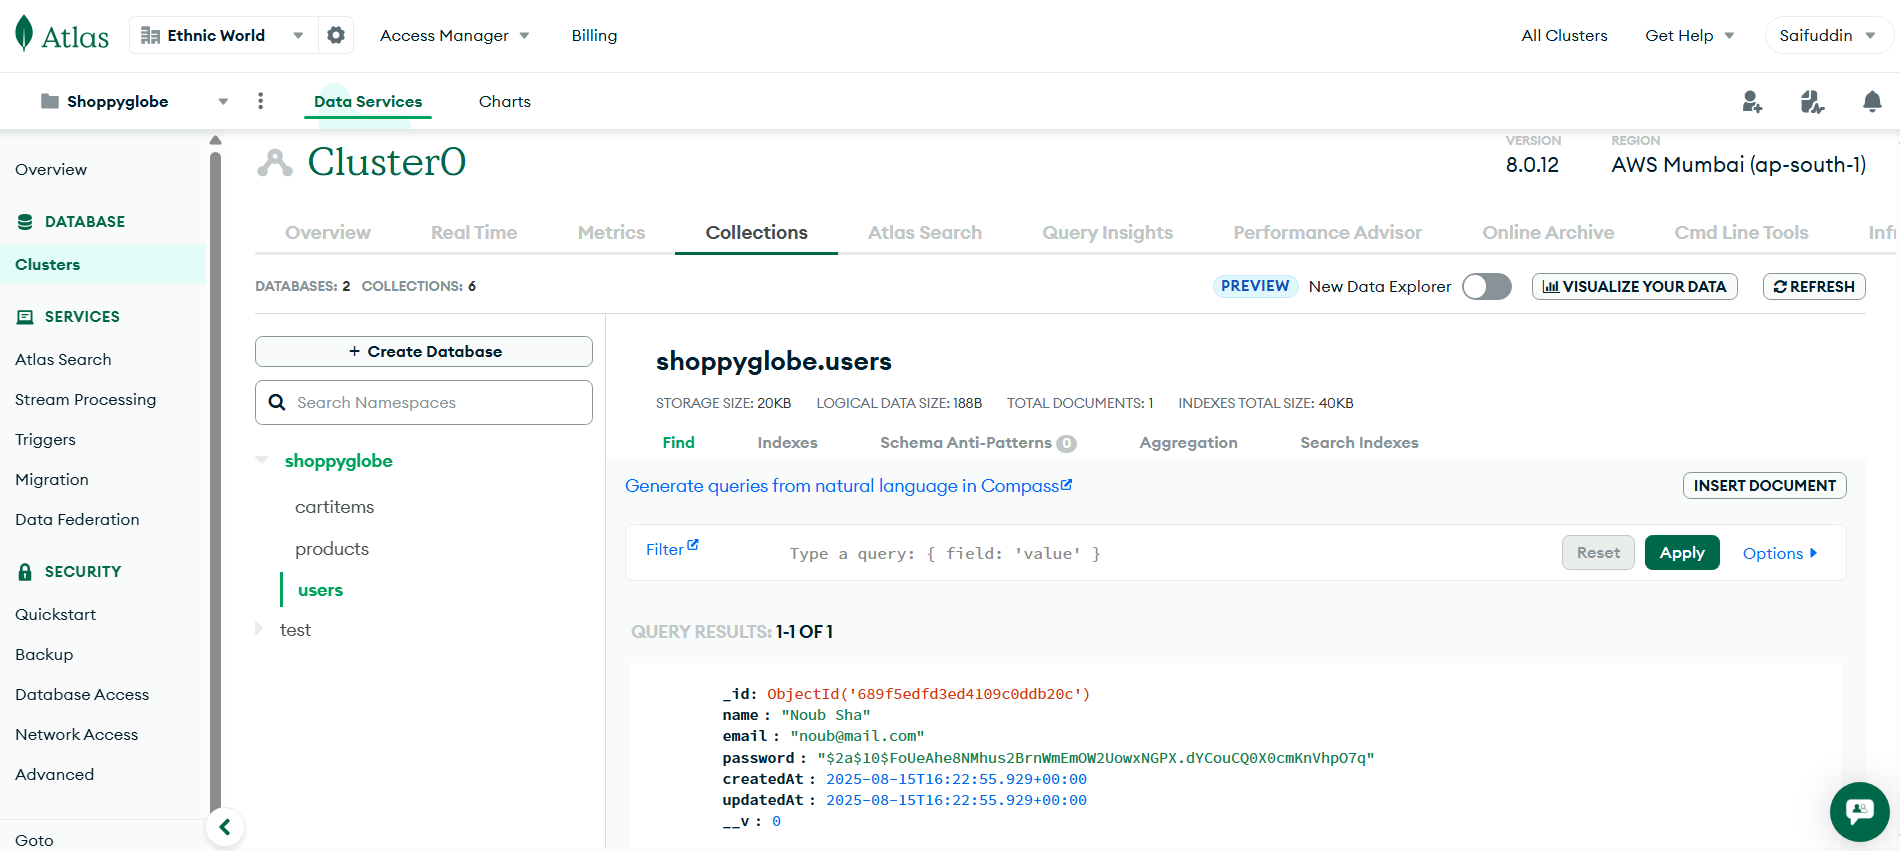 Atlas
Ethnic World
Access Manager
Billing
All Clusters
Get Help
Saifuddin
Shoppyglobe
Data Services
Charts
Overview
DATABASE
Clusters
SERVICES
Atlas Search
Stream Processing
Triggers
Migration
Data Federation
SECURITY
Quickstart
Backup
Database Access
Network Access
Advanced
Goto
Cluster0
VERSION
8.0.12
REGION
AWS Mumbai (ap-south-1)
Overview
Real Time
Metrics
Collections
Atlas Search
Query Insights
Performance Advisor
Online Archive
Cmd Line Tools
Infr
DATABASES: 2 COLLECTIONS: 6
PREVIEW
New Data Explorer
VISUALIZE YOUR DATA
REFRESH
+ Create Database
Search Namespaces
shoppyglobe
cartitems
products
users
test
shoppyglobe.users
STORAGE SIZE: 20KB LOGICAL DATA SIZE: 188B TOTAL DOCUMENTS: 1 INDEXES TOTAL SIZE: 40KB
Find
Indexes
Schema Anti-Patterns 0
Aggregation
Search Indexes
Generate queries from natural language in Compass
INSERT DOCUMENT
Filter
Type a query: { field: 'value' }
Reset
Apply
Options
QUERY RESULTS: 1-1 OF 1
_id: ObjectId('689f5edfd3ed4109c0ddb20c')
name : "Noub Sha"
email : "noub@mail.com"
password : "$2a$10$FoUeAhe8NMhus2BrnWmEmOW2UowxNGPX.dYCouCQ0X0cmKnVhpO7q"
createdAt : 2025-08-15T16:22:55.929+00:00
updatedAt : 2025-08-15T16:22:55.929+00:00
__v : 0